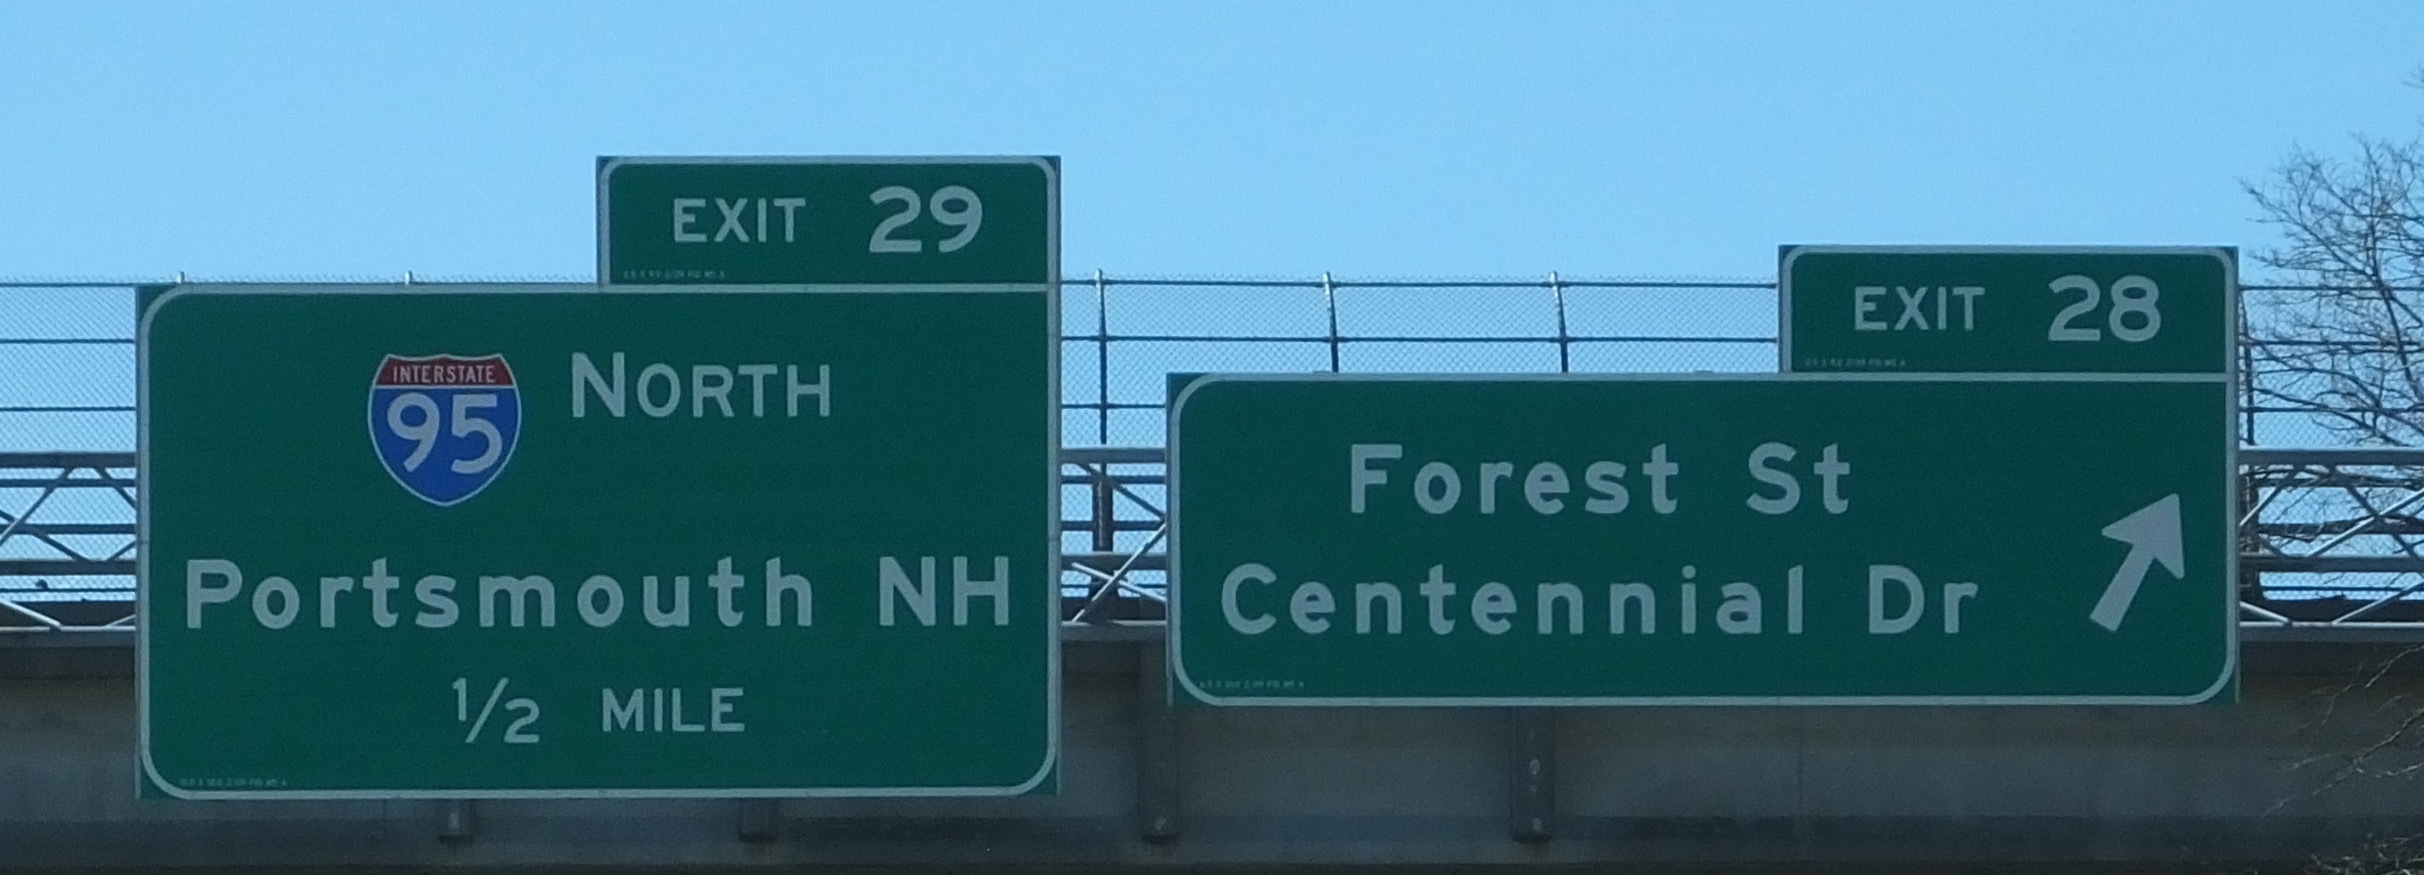 EXIT 29
INTERSTATE
95 NORTH
Portsmouth NH
1/2 MILE
EXIT 28
Forest St
Centennial Dr